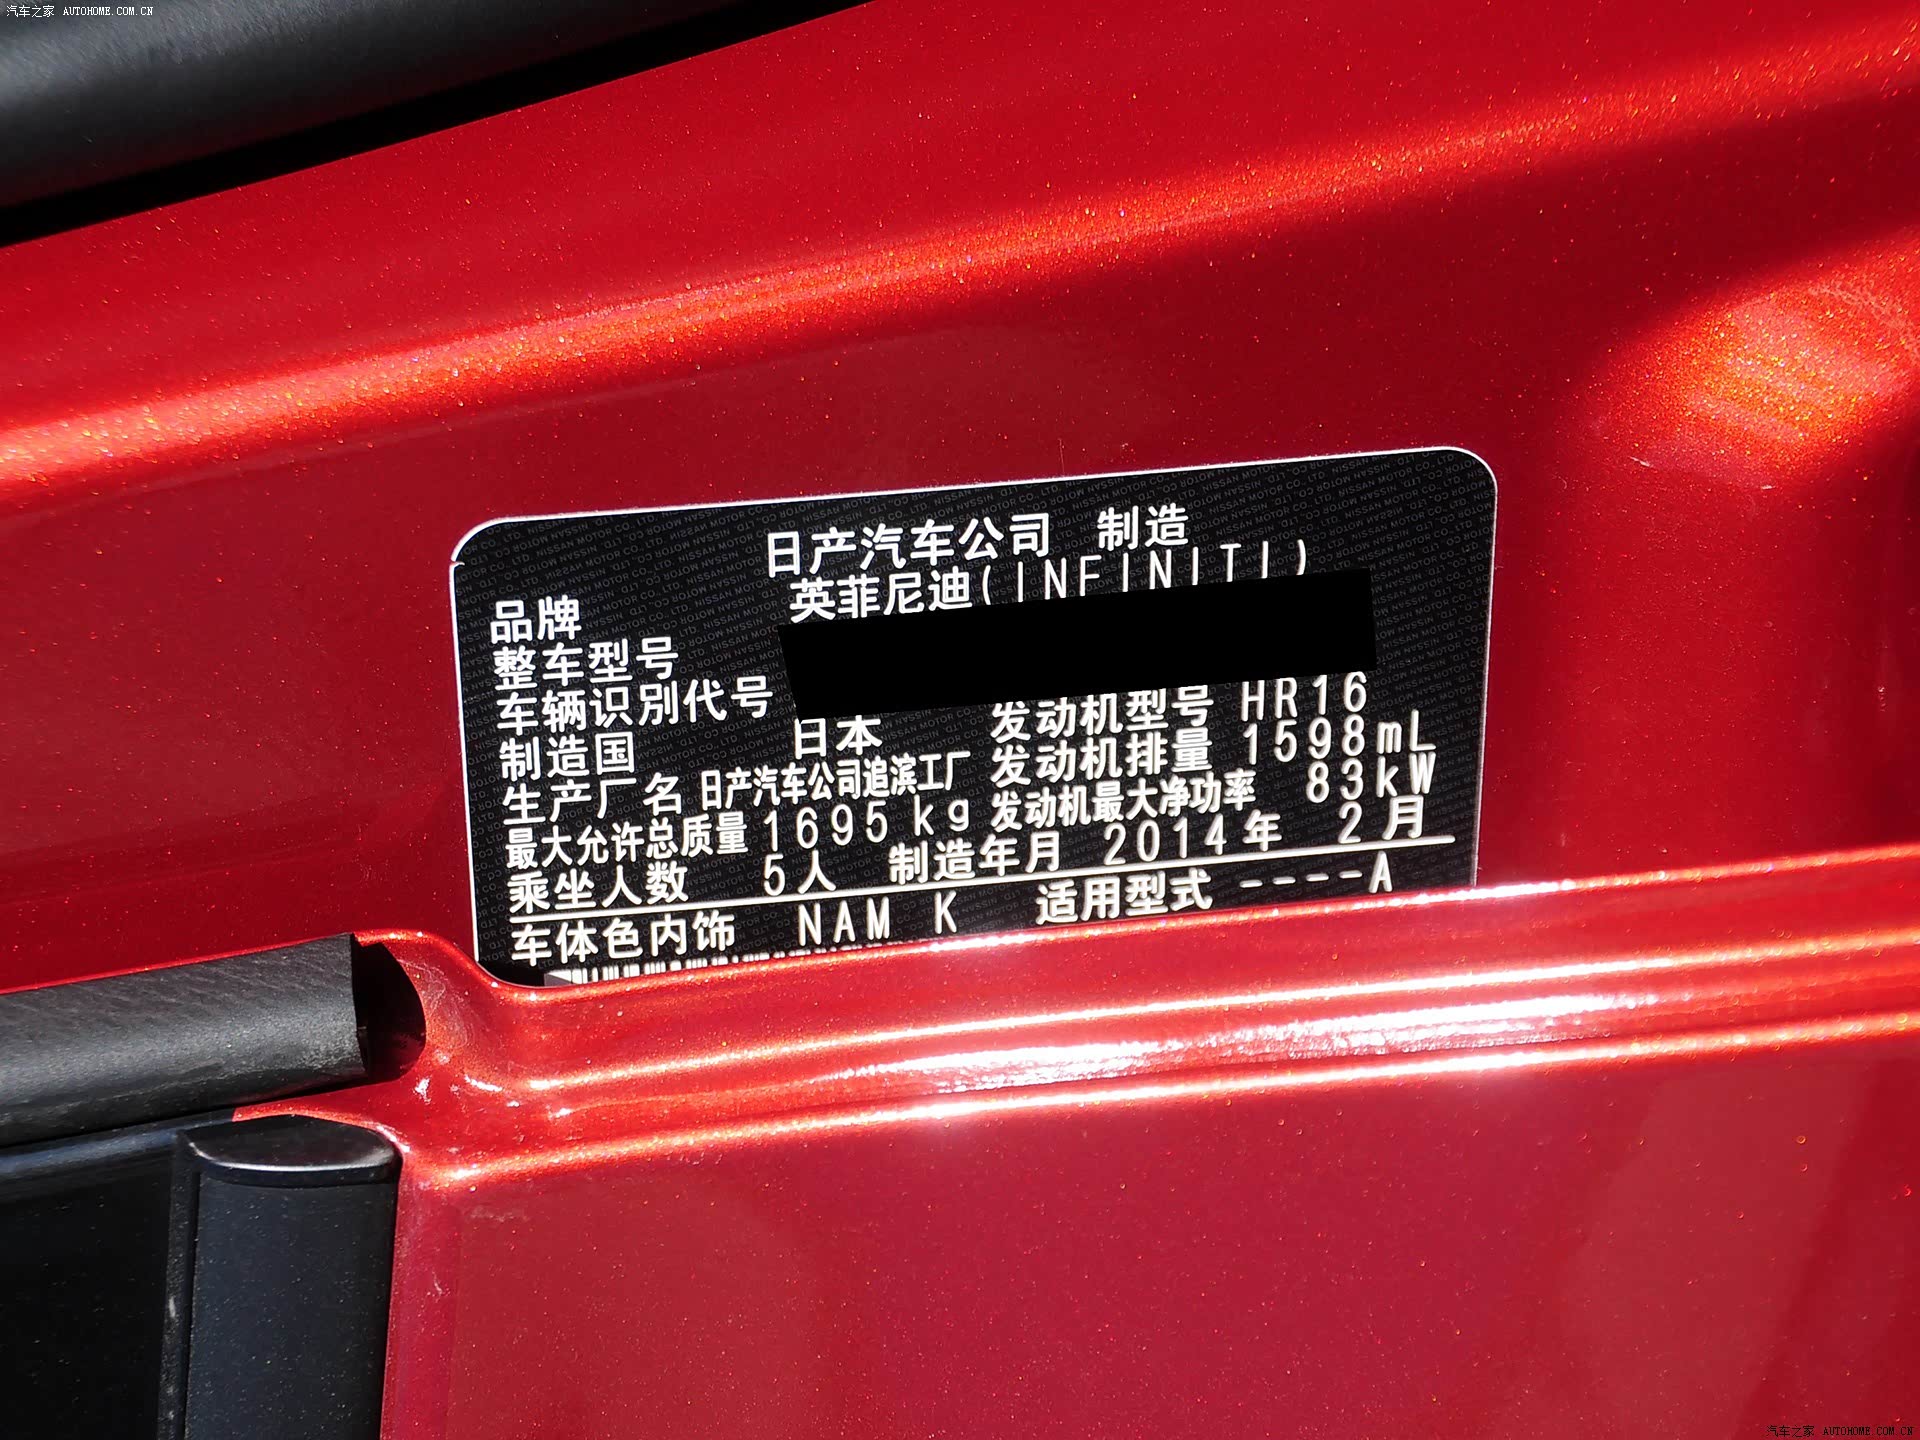 汽车之家 AUTOHOME.COM.CN
日产汽车公司 制造
品牌 英菲尼迪(INFINITI)
整车型号
车辆识别代号
制造国 日本 发动机型号 HR16
生产厂名 日产汽车公司追滨工厂 发动机排量 1598mL
最大允许总质量 1695kg 发动机最大净功率 83kW
乘坐人数 5人 制造年月 2014年 2月
车体色内饰 NAM K 适用型式 ----A
汽车之家 AUTOHOME.COM.CN